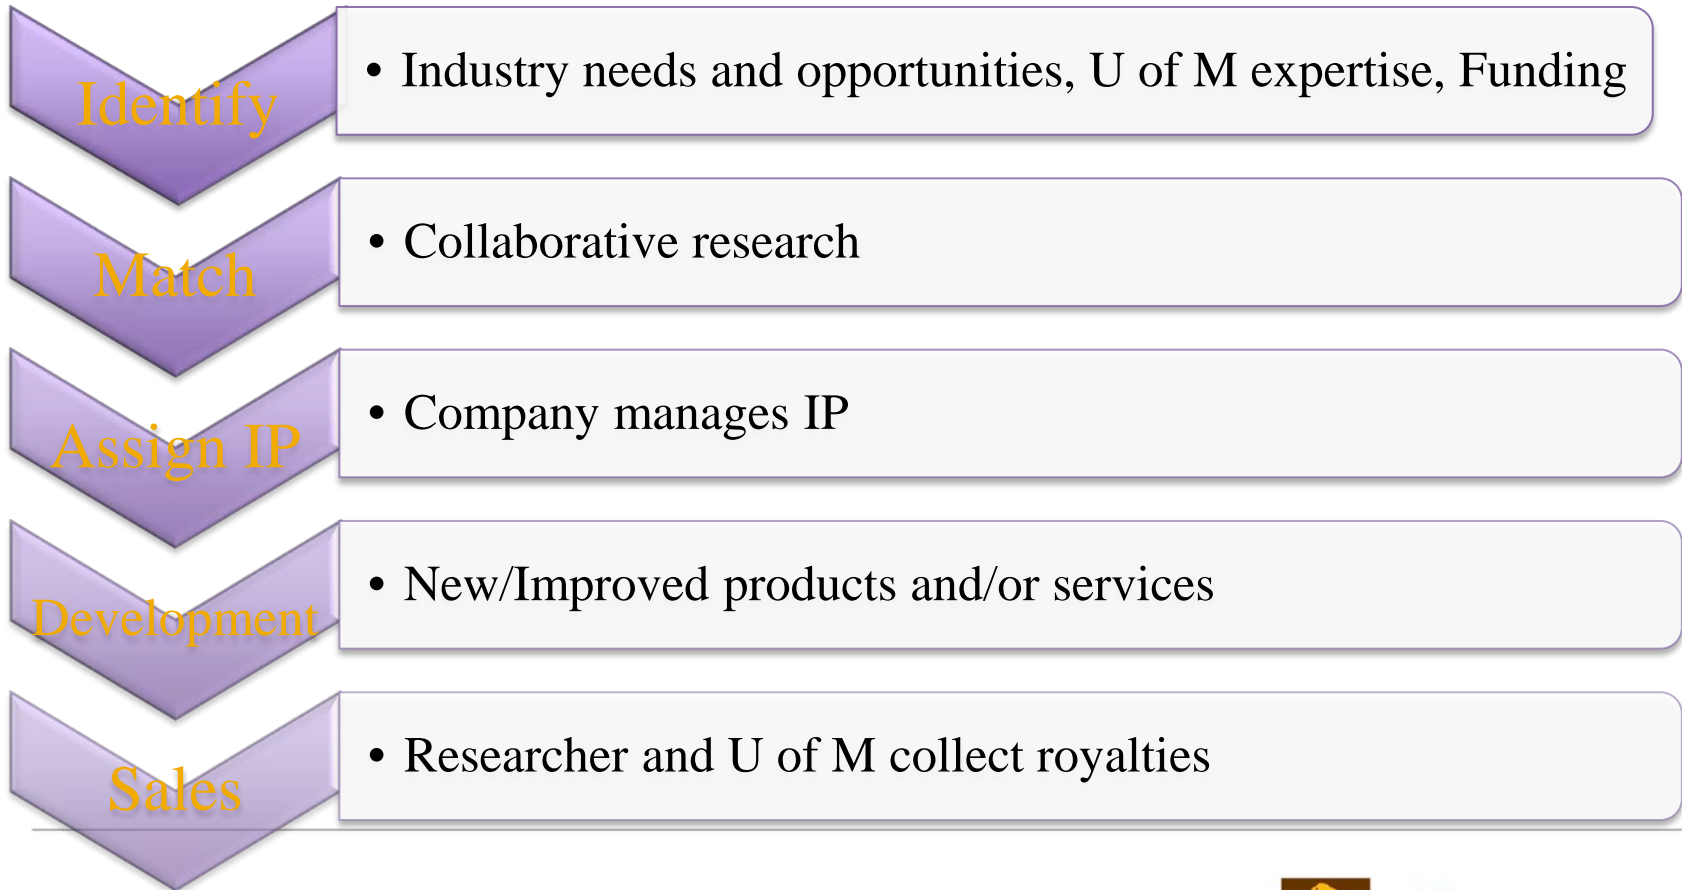 Identify
• Industry needs and opportunities, U of M expertise, Funding
Match
• Collaborative research
Assign IP
• Company manages IP
Development
• New/Improved products and/or services
Sales
• Researcher and U of M collect royalties